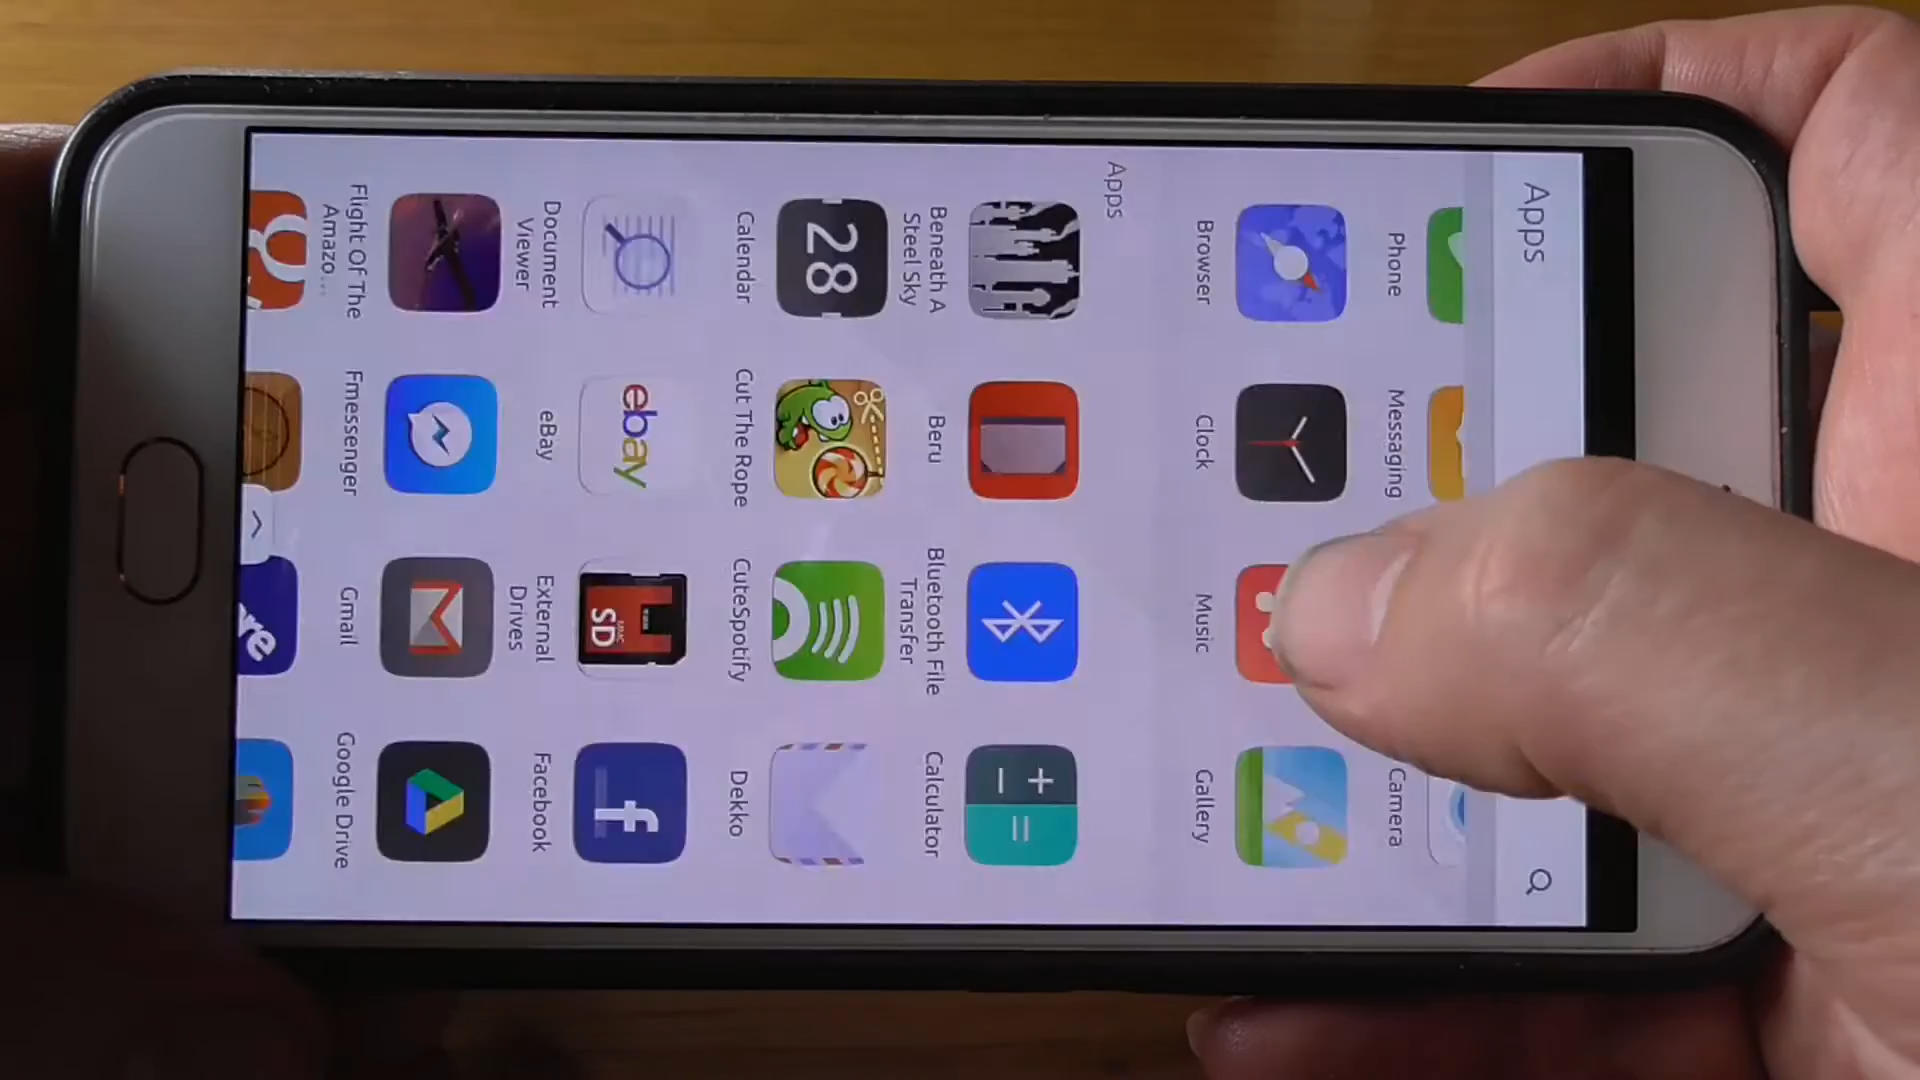 Apps
Phone
Messaging
Camera
Browser
Clock
Music
Gallery
Apps
Beneath A
Steel Sky
Beru
Bluetooth File
Transfer
+
−
=
Calculator
28
Calendar
Cut The Rope
CuteSpotify
Dekko
Document
Viewer
ebay
eBay
SD
External
Drives
f
Facebook
Flight Of The
Amazo...
Fmessenger
Gmail
Google Drive
re